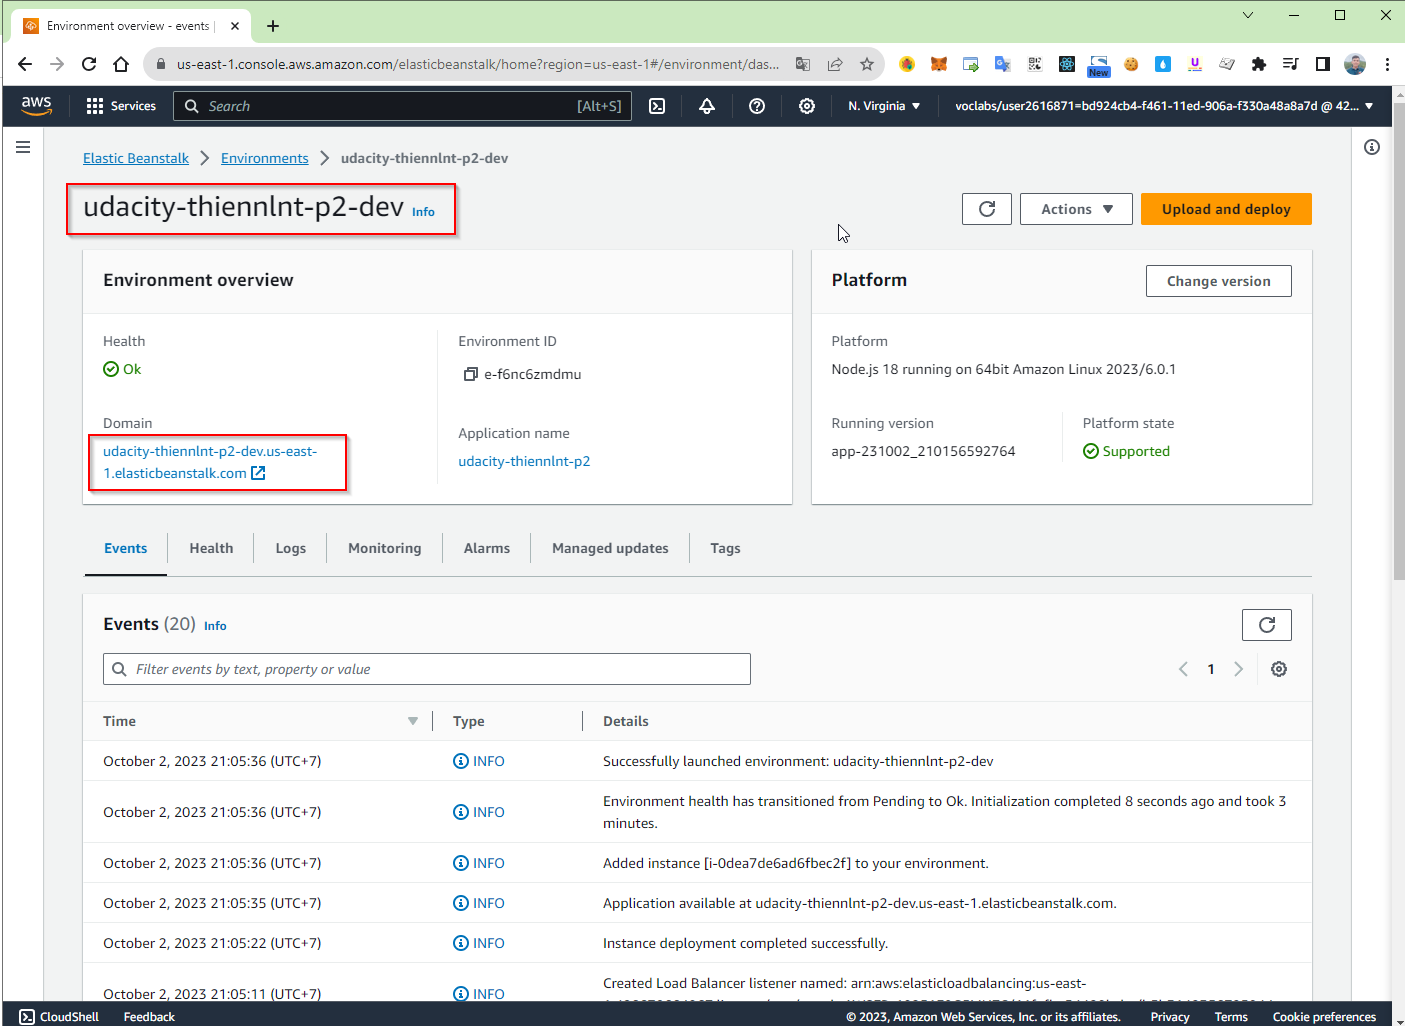 Environment overview - events
us-east-1.console.aws.amazon.com/elasticbeanstalk/home?region=us-east-1#/environment/das...
New
aws
Services
Search
[Alt+S]
N. Virginia
voclabs/user2616871=bd924cb4-f461-11ed-906a-f330a48a8a7d @ 42...
Elastic Beanstalk
Environments
udacity-thiennlnt-p2-dev
udacity-thiennlnt-p2-dev Info
Actions
Upload and deploy
Environment overview
Health
Ok
Domain
udacity-thiennlnt-p2-dev.us-east-
1.elasticbeanstalk.com
Environment ID
e-f6nc6zmdmu
Application name
udacity-thiennlnt-p2
Platform
Change version
Platform
Node.js 18 running on 64bit Amazon Linux 2023/6.0.1
Running version
app-231002_210156592764
Platform state
Supported
Events
Health
Logs
Monitoring
Alarms
Managed updates
Tags
Events (20) Info
Filter events by text, property or value
1
Time
Type
Details
October 2, 2023 21:05:36 (UTC+7)
INFO
Successfully launched environment: udacity-thiennlnt-p2-dev
October 2, 2023 21:05:36 (UTC+7)
INFO
Environment health has transitioned from Pending to Ok. Initialization completed 8 seconds ago and took 3
minutes.
October 2, 2023 21:05:36 (UTC+7)
INFO
Added instance [i-0dea7de6ad6fbec2f] to your environment.
October 2, 2023 21:05:35 (UTC+7)
INFO
Application available at udacity-thiennlnt-p2-dev.us-east-1.elasticbeanstalk.com.
October 2, 2023 21:05:22 (UTC+7)
INFO
Instance deployment completed successfully.
October 2, 2023 21:05:11 (UTC+7)
INFO
Created Load Balancer listener named: arn:aws:elasticloadbalancing:us-east-
CloudShell
Feedback
© 2023, Amazon Web Services, Inc. or its affiliates.
Privacy
Terms
Cookie preferences